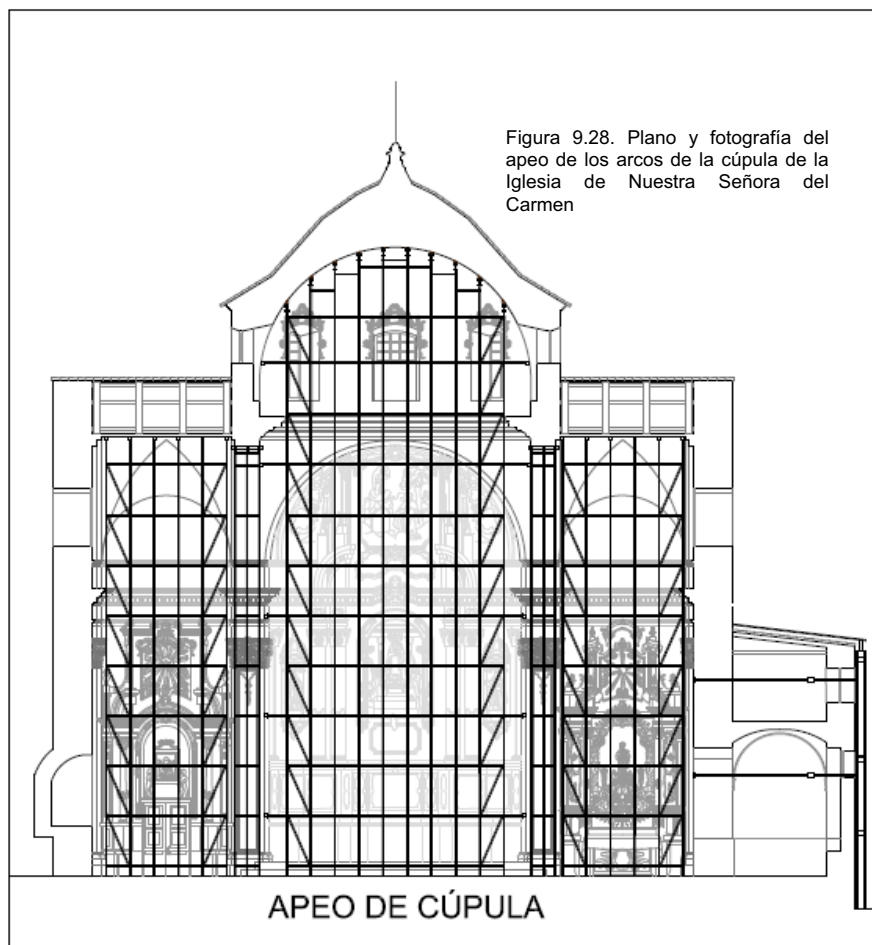 Figura 9.28. Plano y fotografía del
apeo de los arcos de la cúpula de la
Iglesia de Nuestra Señora del
Carmen
APEO DE CÚPULA